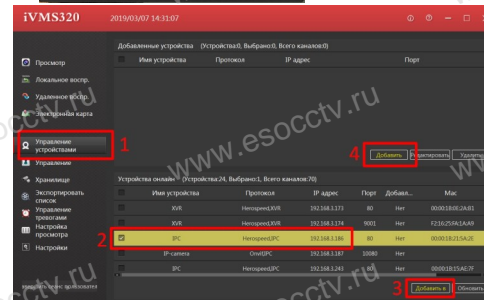 iVMS320 2019/03/07 14:31:07
Добавленные устройства (Устройства:0, Выбрано:0, Всего каналов:0)
Имя устройства Протокол IP адрес Порт
Просмотр
Локальное воспр.
Удаленное воспр.
Электронная карта
Управление устройствами
1
Управление
Хранилище
Экспортировать список
Управление тревогами
Настройка просмотра
Настройки
4 Добавить Редактировать Удалить
Устройства онлайн (Устройства:24, Выбрано:1, Всего каналов:70)
Имя устройства Протокол IP адрес Порт Добавл... Mac
XVR Herospeed,XVR 192.168.3.173 80 Нет
XVR Herospeed,XVR 192.168.3.174 9001 Нет
2 IPC Herospeed,IPC 192.168.3.186 80 Нет
IP-camera Onvif,IPC 192.168.3.187 10080 Нет
IPC Herospeed,IPC 192.168.3.243 80 Нет
3 Добавить в Обновить
www.esocctv.ru